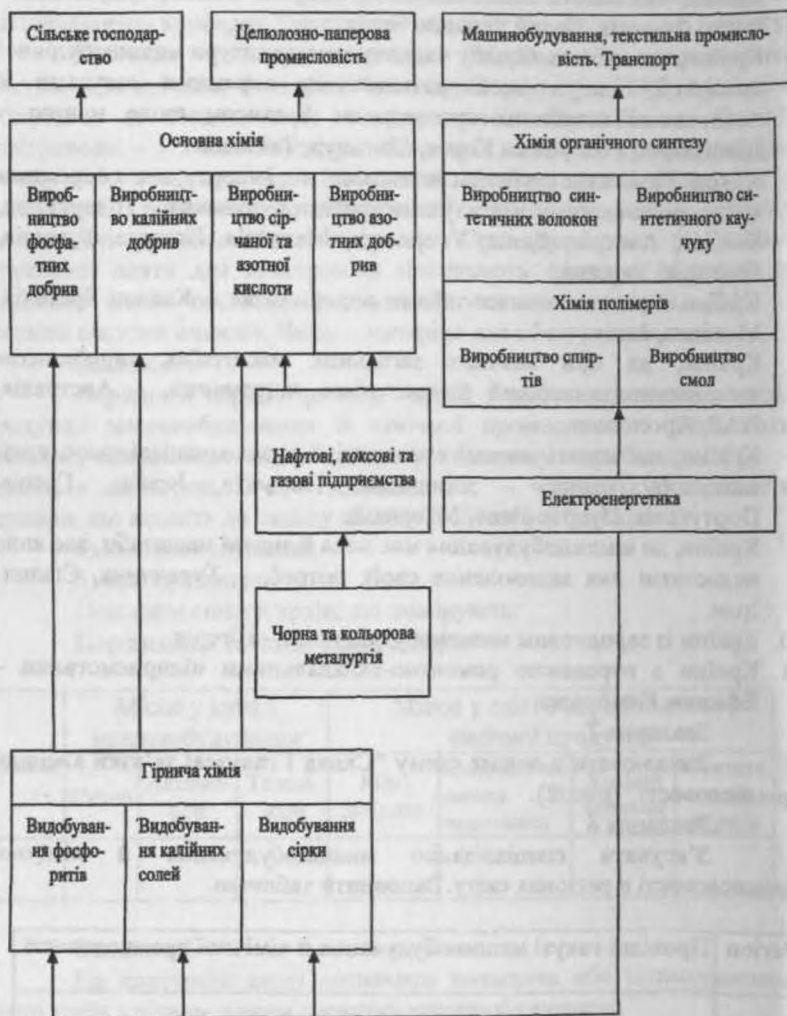 Сільське господар-
ство
Целюлозно-паперова
промисловість
Машинобудування, текстильна промисло-
вість. Транспорт
Основна хімія
Вироб-
ництво
фосфа-
тних
добрив
Виробницт-
во калійних
добрив
Виробни-
цтво сір-
чаної та
азотної
кислоти
Виробни-
цтво азо-
тних доб-
рив
Хімія органічного синтезу
Виробництво син-
тетичних волокон
Виробництво си-
нтетичного кау-
чуку
Хімія полімерів
Виробництво спир-
тів
Виробництво
смол
Нафтові, коксові та
газові підприємства
Електроенергетика
Чорна та кольорова
металургія
Гірнича хімія
Видобуван-
ня фосфо-
ритів
Видобуван-
ня калійних
солей
Видобування
сірки